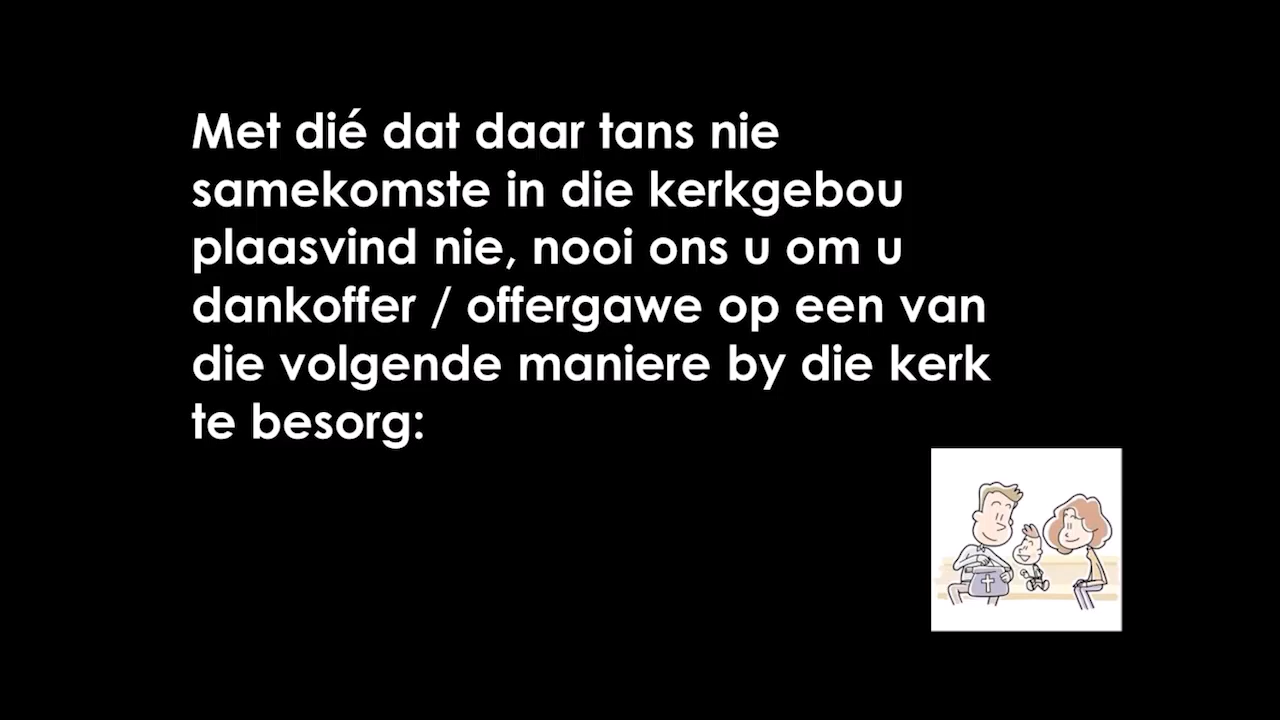 Met dié dat daar tans nie
samekomste in die kerkgebou
plaasvind nie, nooi ons u om u
dankoffer / offergawe op een van
die volgende maniere by die kerk
te besorg: